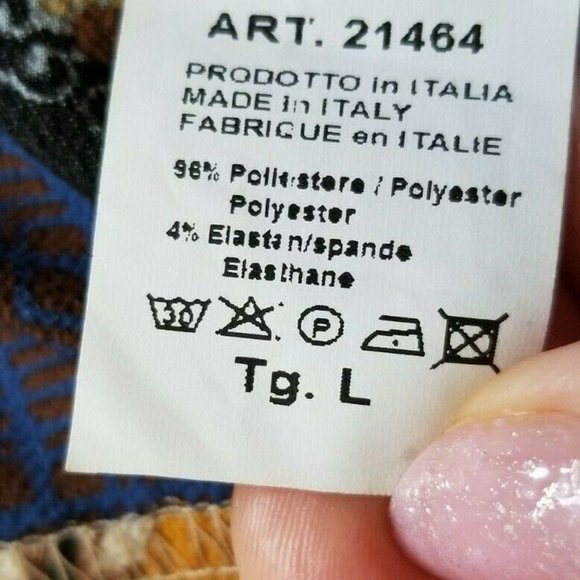 ART. 21464
PRODOTTO in ITALIA
MADE in ITALY
FABRIQUE en ITALIE
96% Poliestere / Polyester
Polyester
4% Elastan/spande
Elasthane
30
P
Tg. L